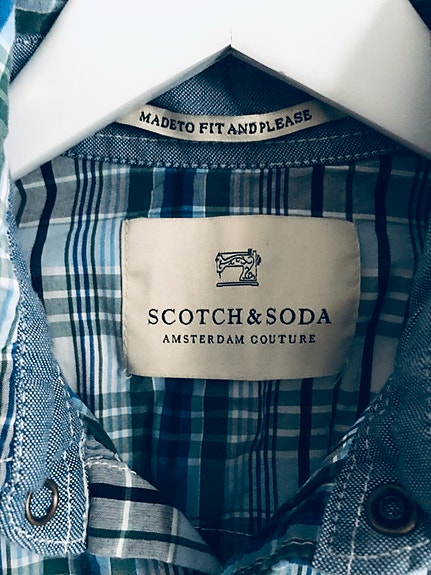 MADE TO FIT AND PLEASE
SCOTCH & SODA
AMSTERDAM COUTURE